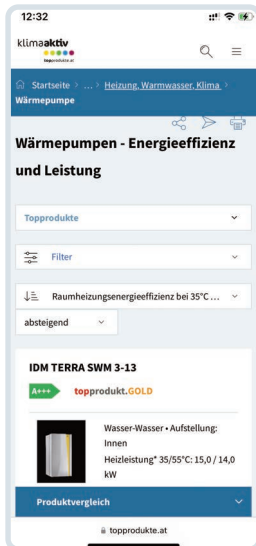 12:32
klimaaktiv
topprodukte.at
Startseite > ... > Heizung, Warmwasser, Klima >
Wärmepumpe
Wärmepumpen - Energieeffizienz
und Leistung
Topprodukte
Filter
Raumheizungsenergieeffizienz bei 35°C ...
absteigend
IDM TERRA SWM 3-13
A+++ topprodukt.GOLD
Wasser-Wasser • Aufstellung:
Innen
Heizleistung* 35/55°C: 15,0 / 14,0
kW
Produktvergleich
topprodukte.at